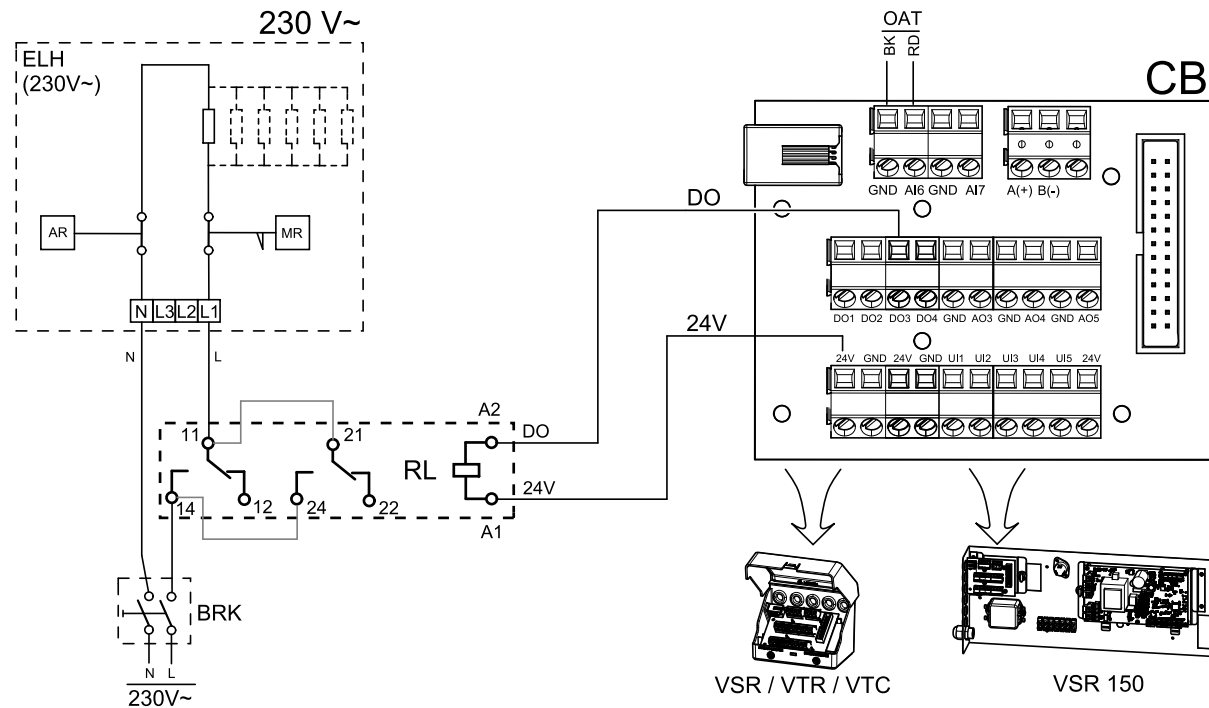 230 V~
OAT
ELH
(230V~)
BK
RD
CB
GND AI6 GND AI7
A(+) B(-)
DO
AR
MR
N L3 L2 L1
DO1 DO2 DO3 DO4 GND AO3 GND AO4 GND AO5
24V
N
L
24V GND 24V GND UI1 UI2 UI3 UI4 UI5 24V
A2
11
21
DO
RL
24V
14
12
24
22
A1
BRK
N L
230V~
VSR / VTR / VTC
VSR 150